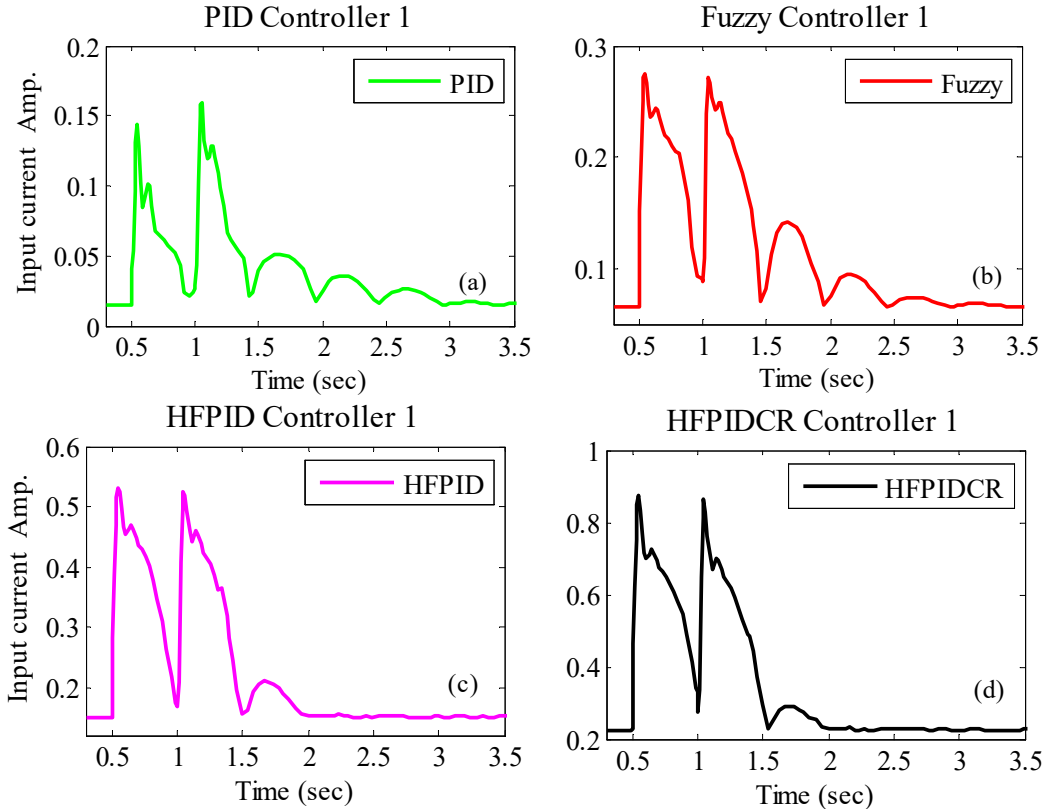 PID Controller 1
0.2
0.15
0.1
0.05
0
Input current Amp.
PID
(a)
0.5 1 1.5 2 2.5 3 3.5
Time (sec)
Fuzzy Controller 1
0.3
0.2
0.1
Fuzzy
(b)
0.5 1 1.5 2 2.5 3 3.5
Time (sec)
HFPID Controller 1
0.6
0.5
0.4
0.3
0.2
Input current Amp.
HFPID
(c)
0.5 1 1.5 2 2.5 3 3.5
Time (sec)
HFPIDCR Controller 1
1
0.8
0.6
0.4
0.2
HFPIDCR
(d)
0.5 1 1.5 2 2.5 3 3.5
Time (sec)